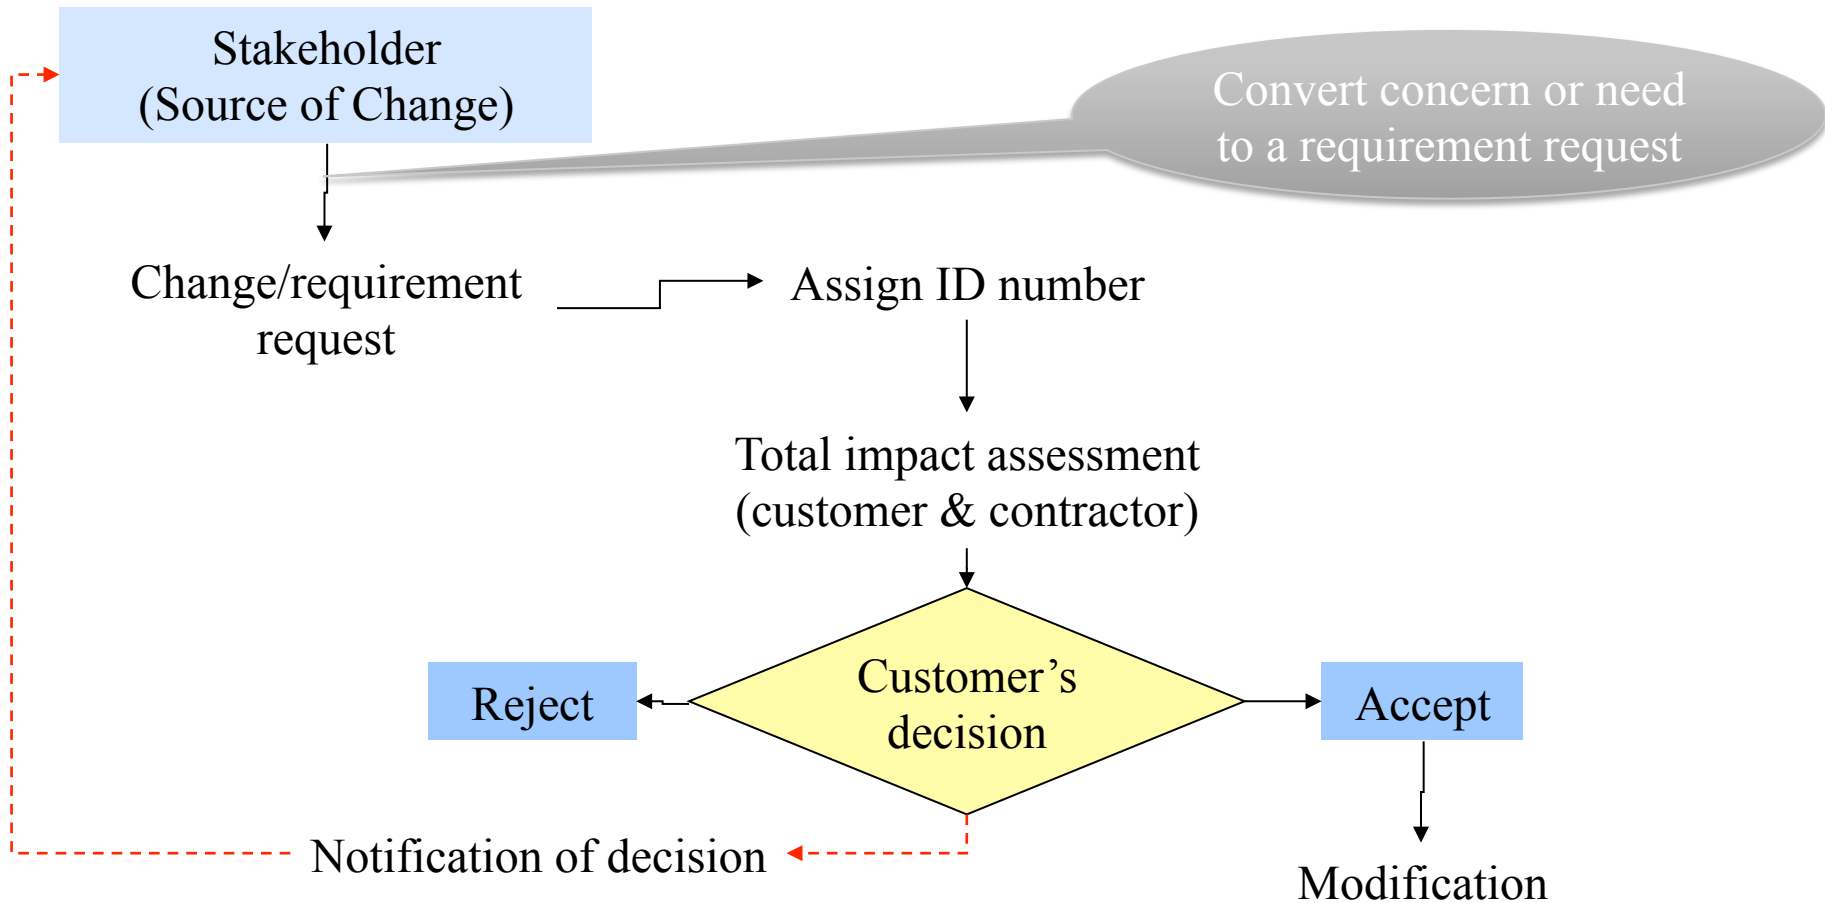 Stakeholder
(Source of Change)
Convert concern or need
to a requirement request
Change/requirement
request
Assign ID number
Total impact assessment
(customer & contractor)
Customer’s
decision
Reject
Accept
Notification of decision
Modification